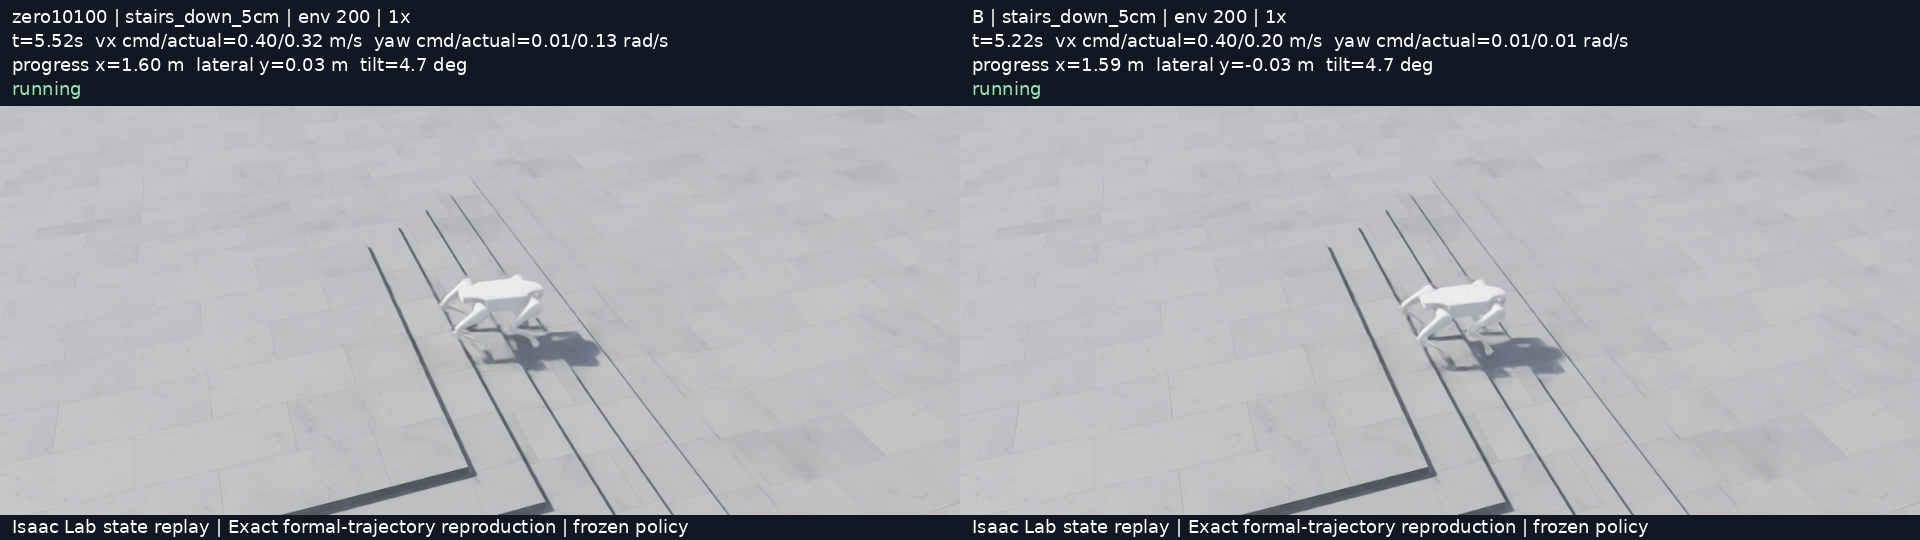 zero10100 | stairs_down_5cm | env 200 | 1x
t=5.52s  vx cmd/actual=0.40/0.32 m/s  yaw cmd/actual=0.01/0.13 rad/s
progress x=1.60 m  lateral y=0.03 m  tilt=4.7 deg
running
B | stairs_down_5cm | env 200 | 1x
t=5.22s  vx cmd/actual=0.40/0.20 m/s  yaw cmd/actual=0.01/0.01 rad/s
progress x=1.59 m  lateral y=-0.03 m  tilt=4.7 deg
running
Isaac Lab state replay | Exact formal-trajectory reproduction | frozen policy
Isaac Lab state replay | Exact formal-trajectory reproduction | frozen policy